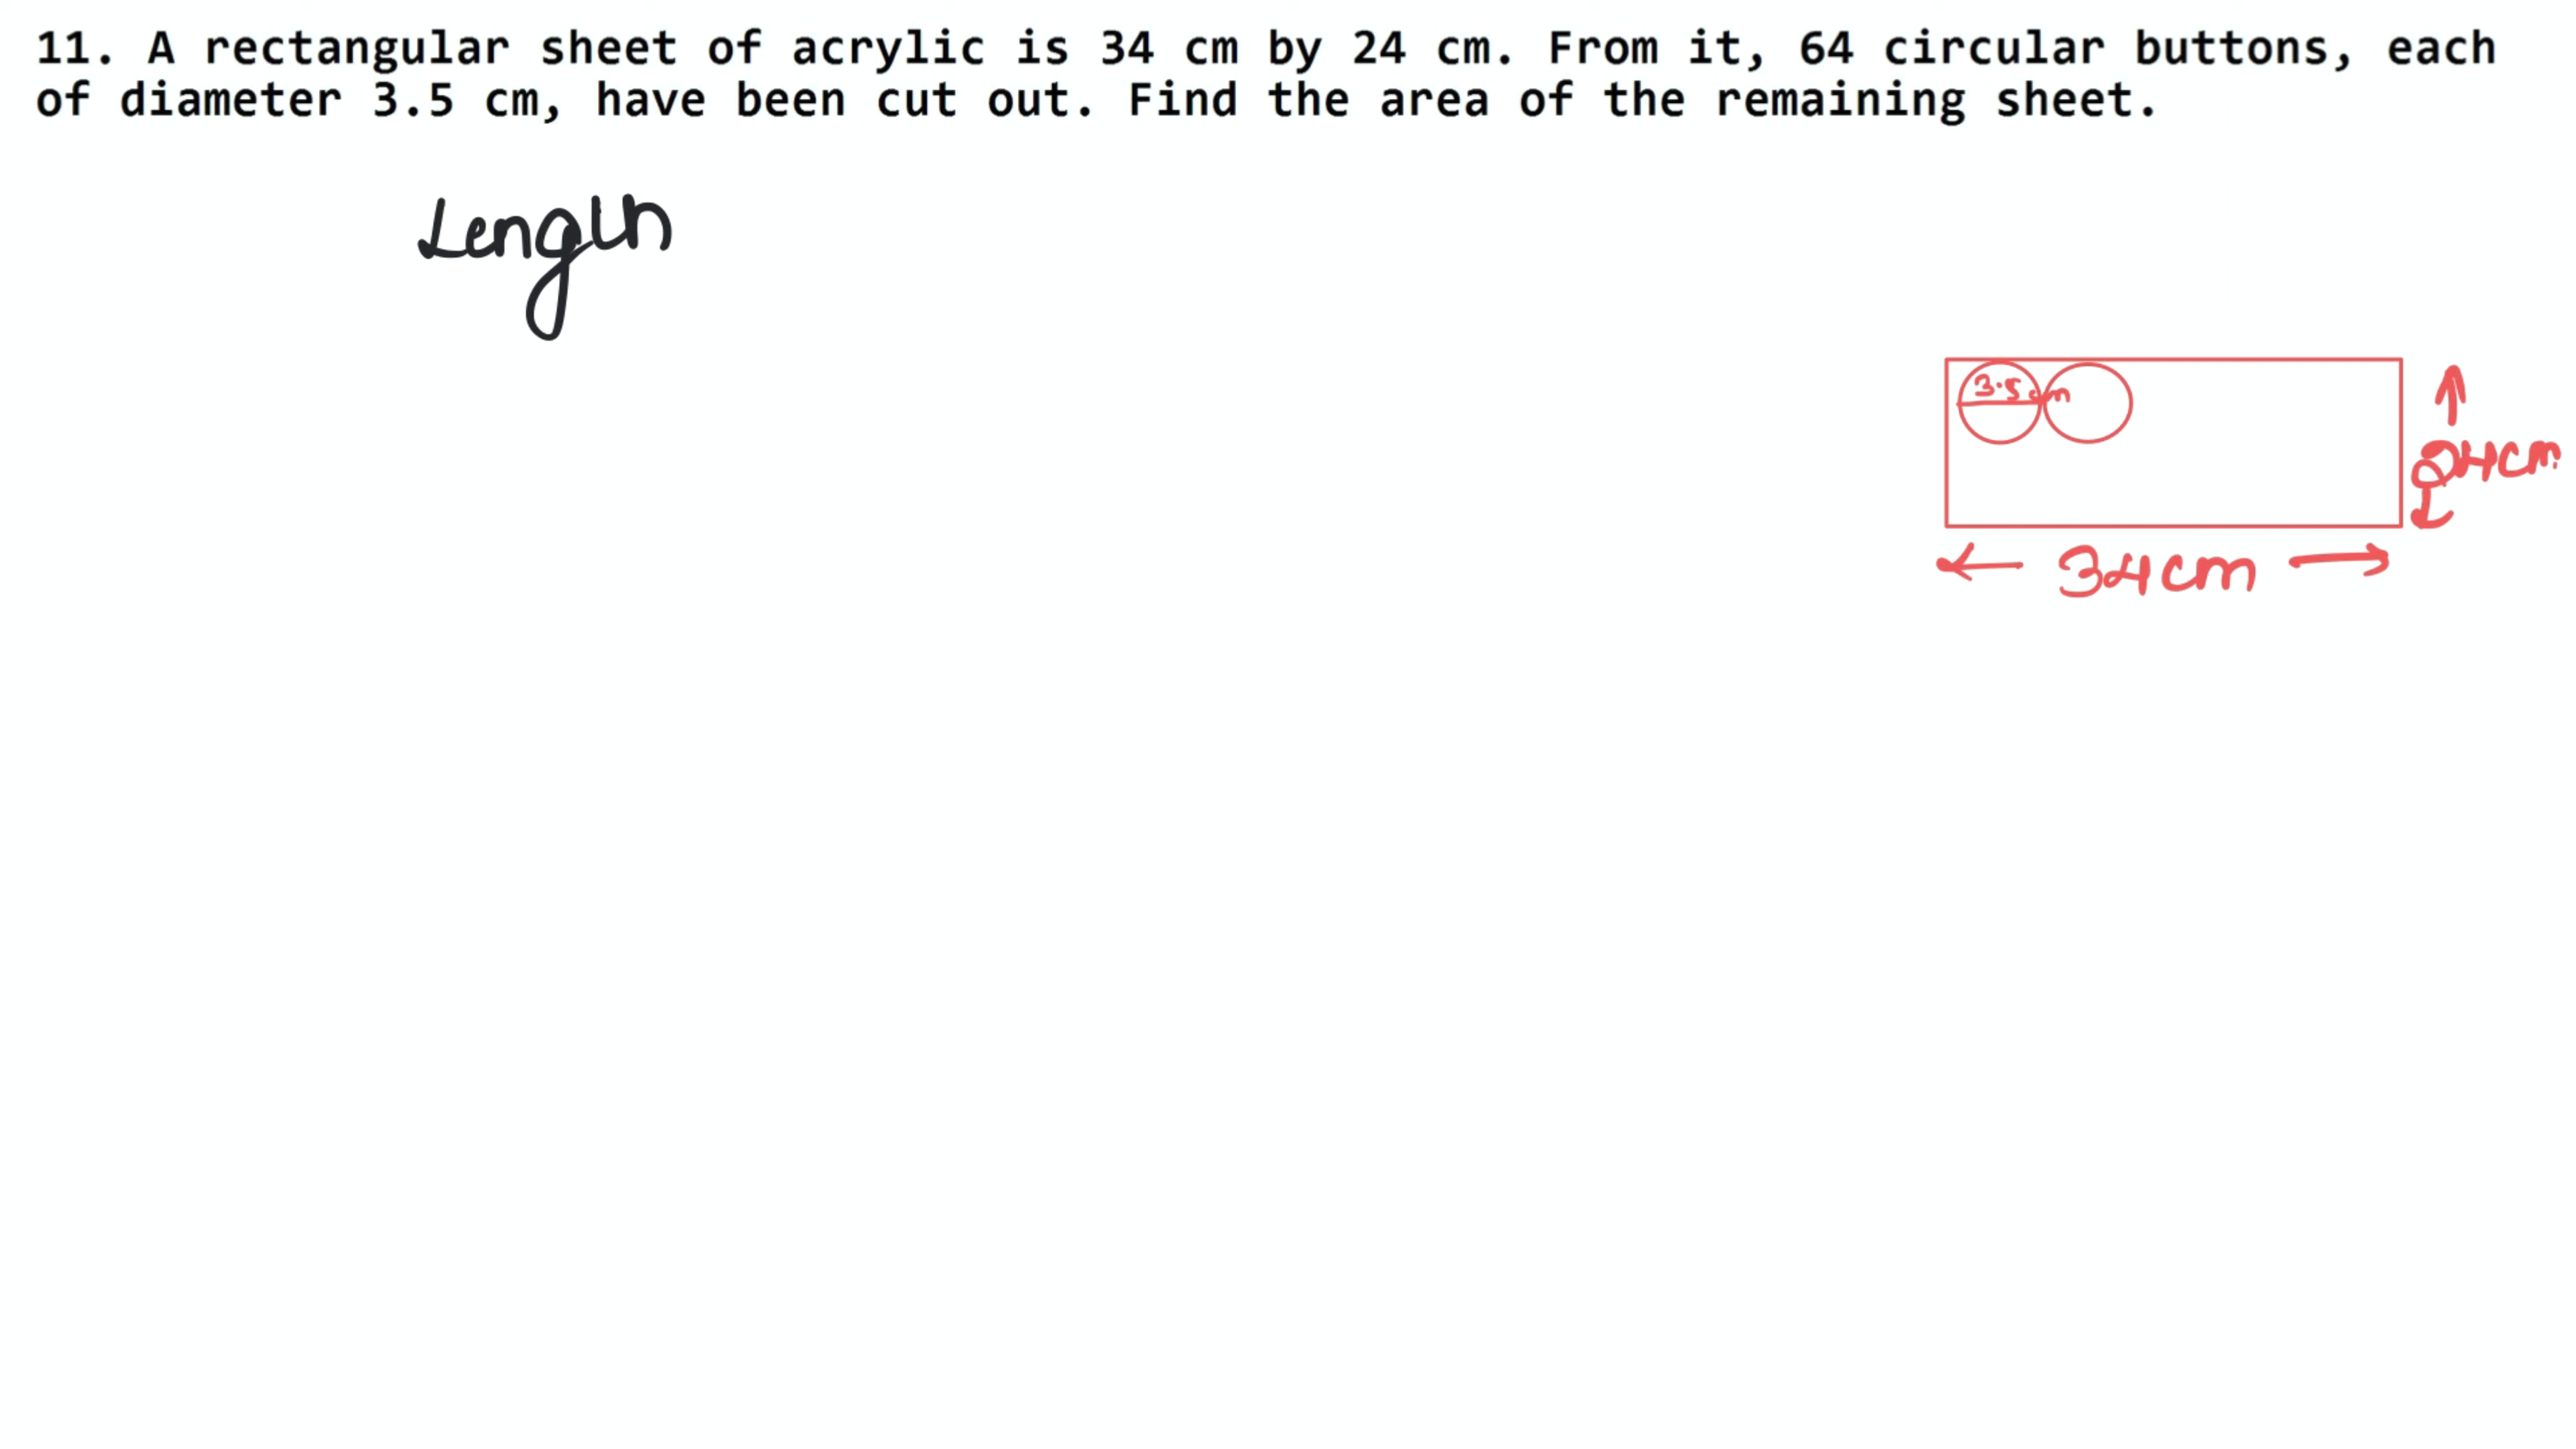 11. A rectangular sheet of acrylic is 34 cm by 24 cm. From it, 64 circular buttons, each
of diameter 3.5 cm, have been cut out. Find the area of the remaining sheet.
Length
3.5 cm
24cm
34cm